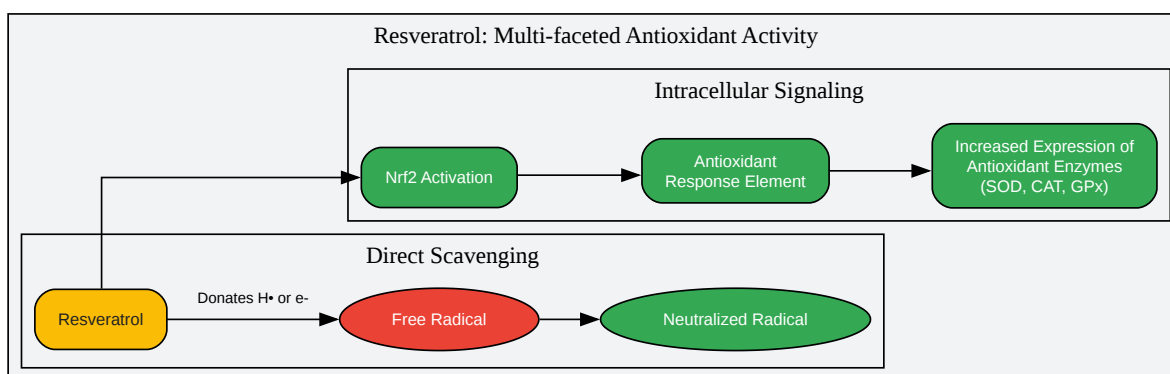 Resveratrol: Multi-faceted Antioxidant Activity
Intracellular Signaling
Nrf2 Activation
Antioxidant
Response Element
Increased Expression of
Antioxidant Enzymes
(SOD, CAT, GPx)
Direct Scavenging
Resveratrol
Donates H• or e-
Free Radical
Neutralized Radical